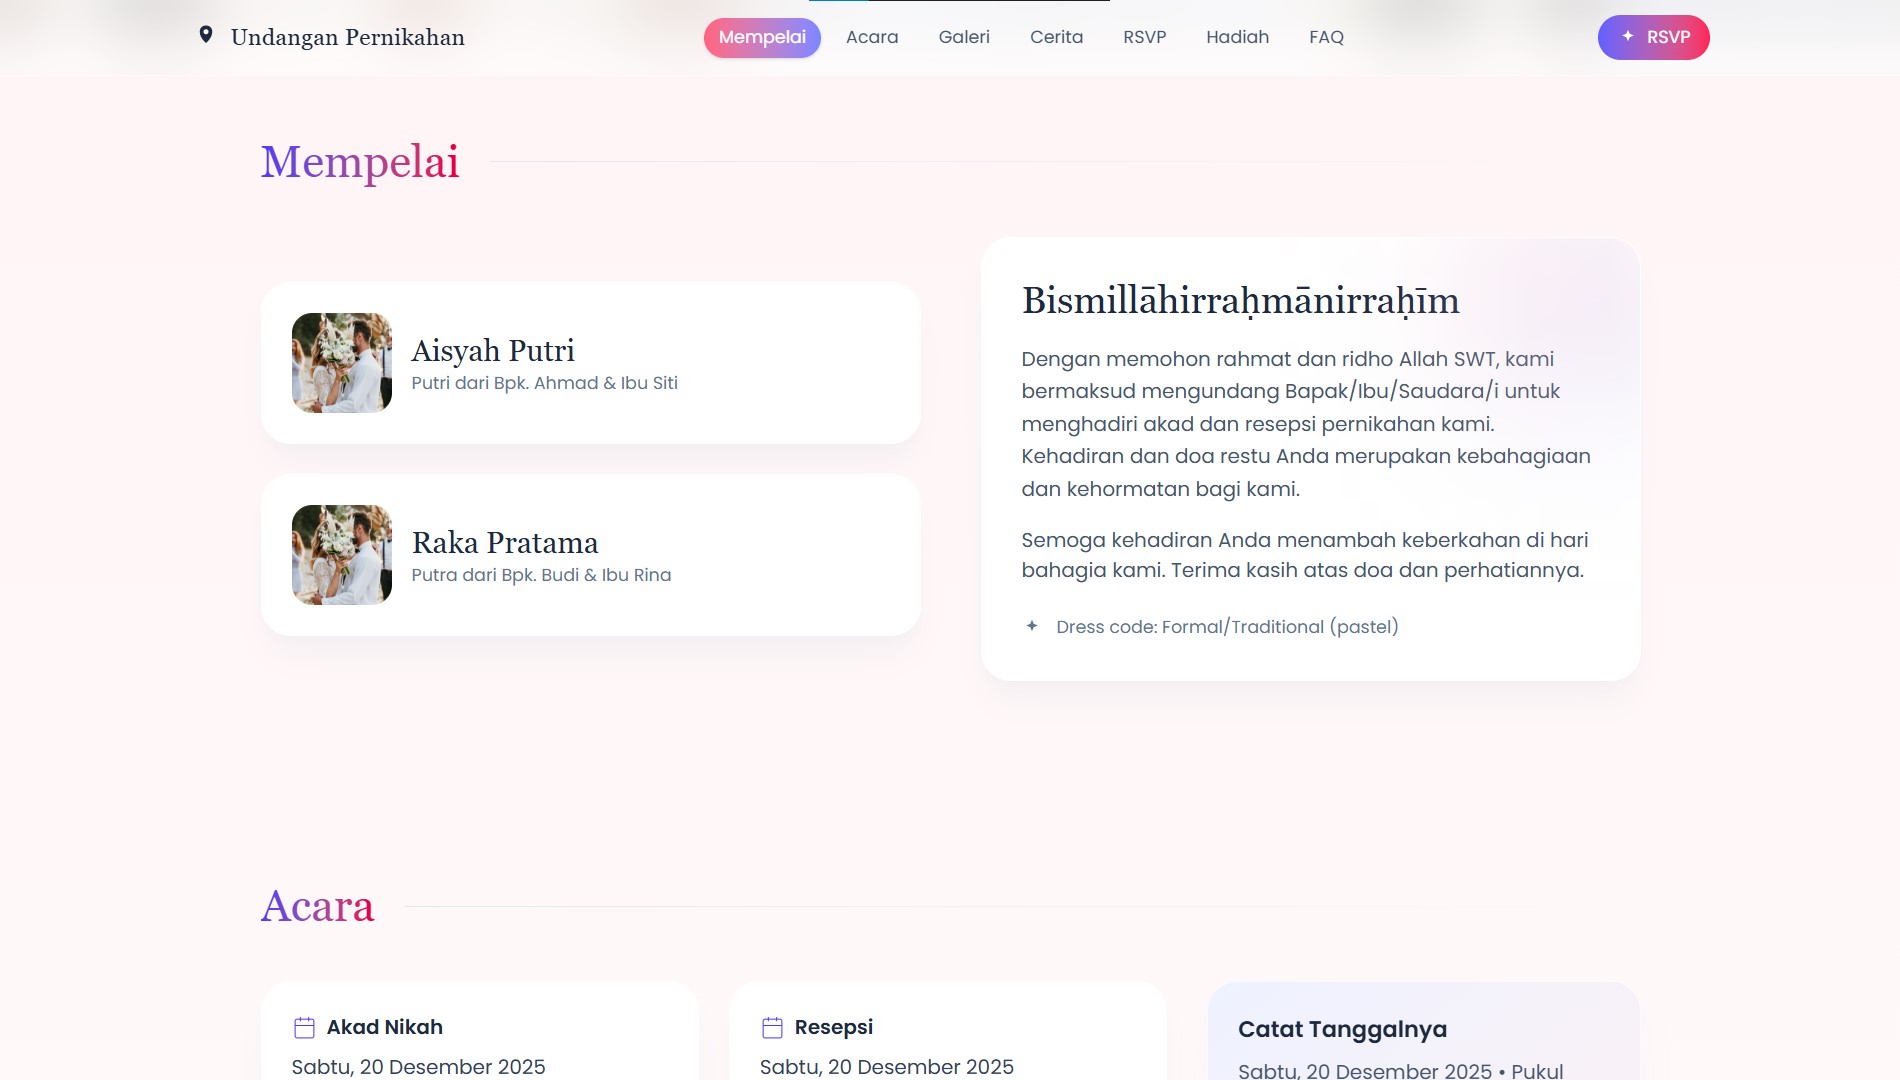 Undangan Pernikahan
Mempelai
Acara
Galeri
Cerita
RSVP
Hadiah
FAQ
RSVP
Mempelai
Aisyah Putri
Putri dari Bpk. Ahmad & Ibu Siti
Raka Pratama
Putra dari Bpk. Budi & Ibu Rina
Bismillāhirraḥmānirraḥīm
Dengan memohon rahmat dan ridho Allah SWT, kami
bermaksud mengundang Bapak/Ibu/Saudara/i untuk
menghadiri akad dan resepsi pernikahan kami.
Kehadiran dan doa restu Anda merupakan kebahagiaan
dan kehormatan bagi kami.
Semoga kehadiran Anda menambah keberkahan di hari
bahagia kami. Terima kasih atas doa dan perhatiannya.
Dress code: Formal/Traditional (pastel)
Acara
Akad Nikah
Sabtu, 20 Desember 2025
Resepsi
Sabtu, 20 Desember 2025
Catat Tanggalnya
Sabtu, 20 Desember 2025 • Pukul